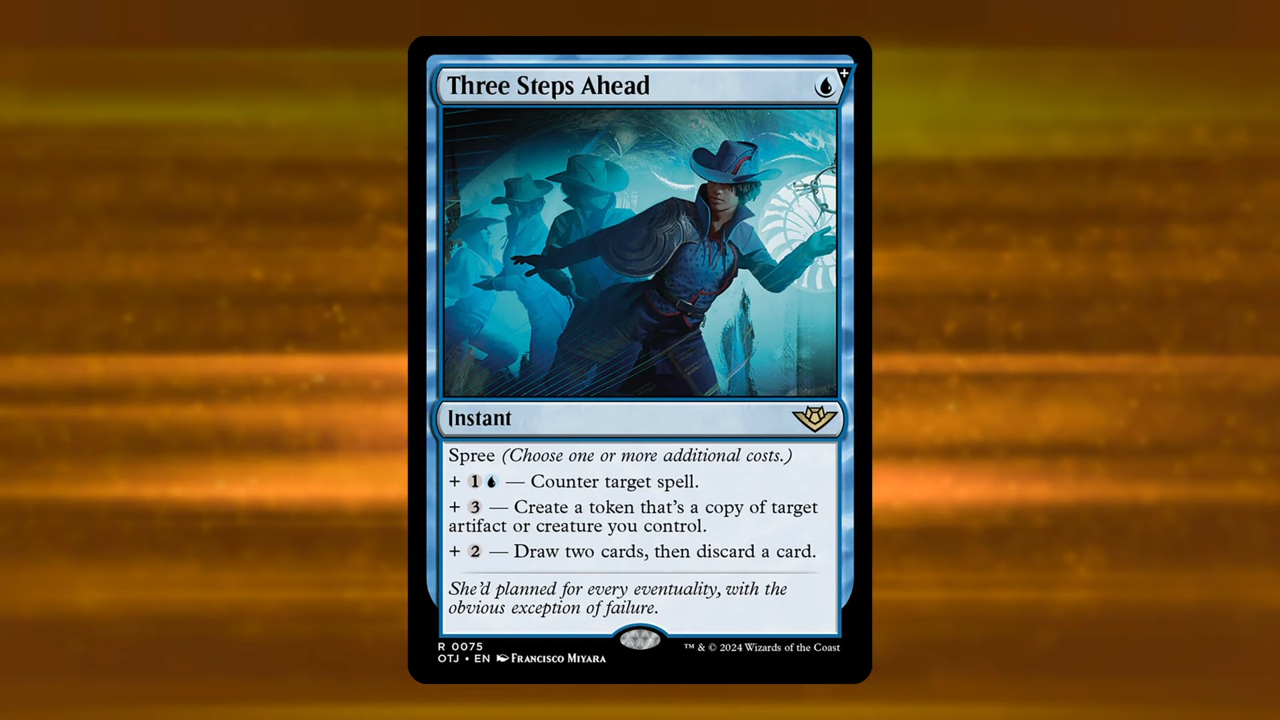 Three Steps Ahead
Instant
Spree (Choose one or more additional costs.)
+ 1 — Counter target spell.
+ 3 — Create a token that's a copy of target
artifact or creature you control.
+ 2 — Draw two cards, then discard a card.
She'd planned for every eventuality, with the
obvious exception of failure.
R 0075
OTJ • EN Francisco Miyara
™ & © 2024 Wizards of the Coast